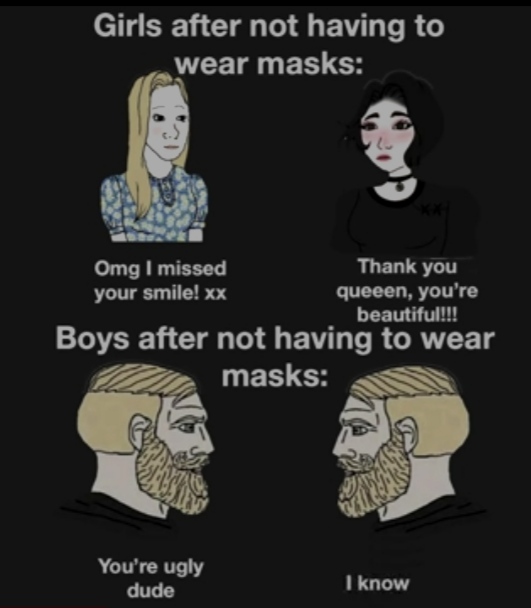 Girls after not having to
wear masks:
Omg I missed
your smile! xx
Thank you
queeen, you're
beautiful!!!
Boys after not having to wear
masks:
You're ugly
dude
I know